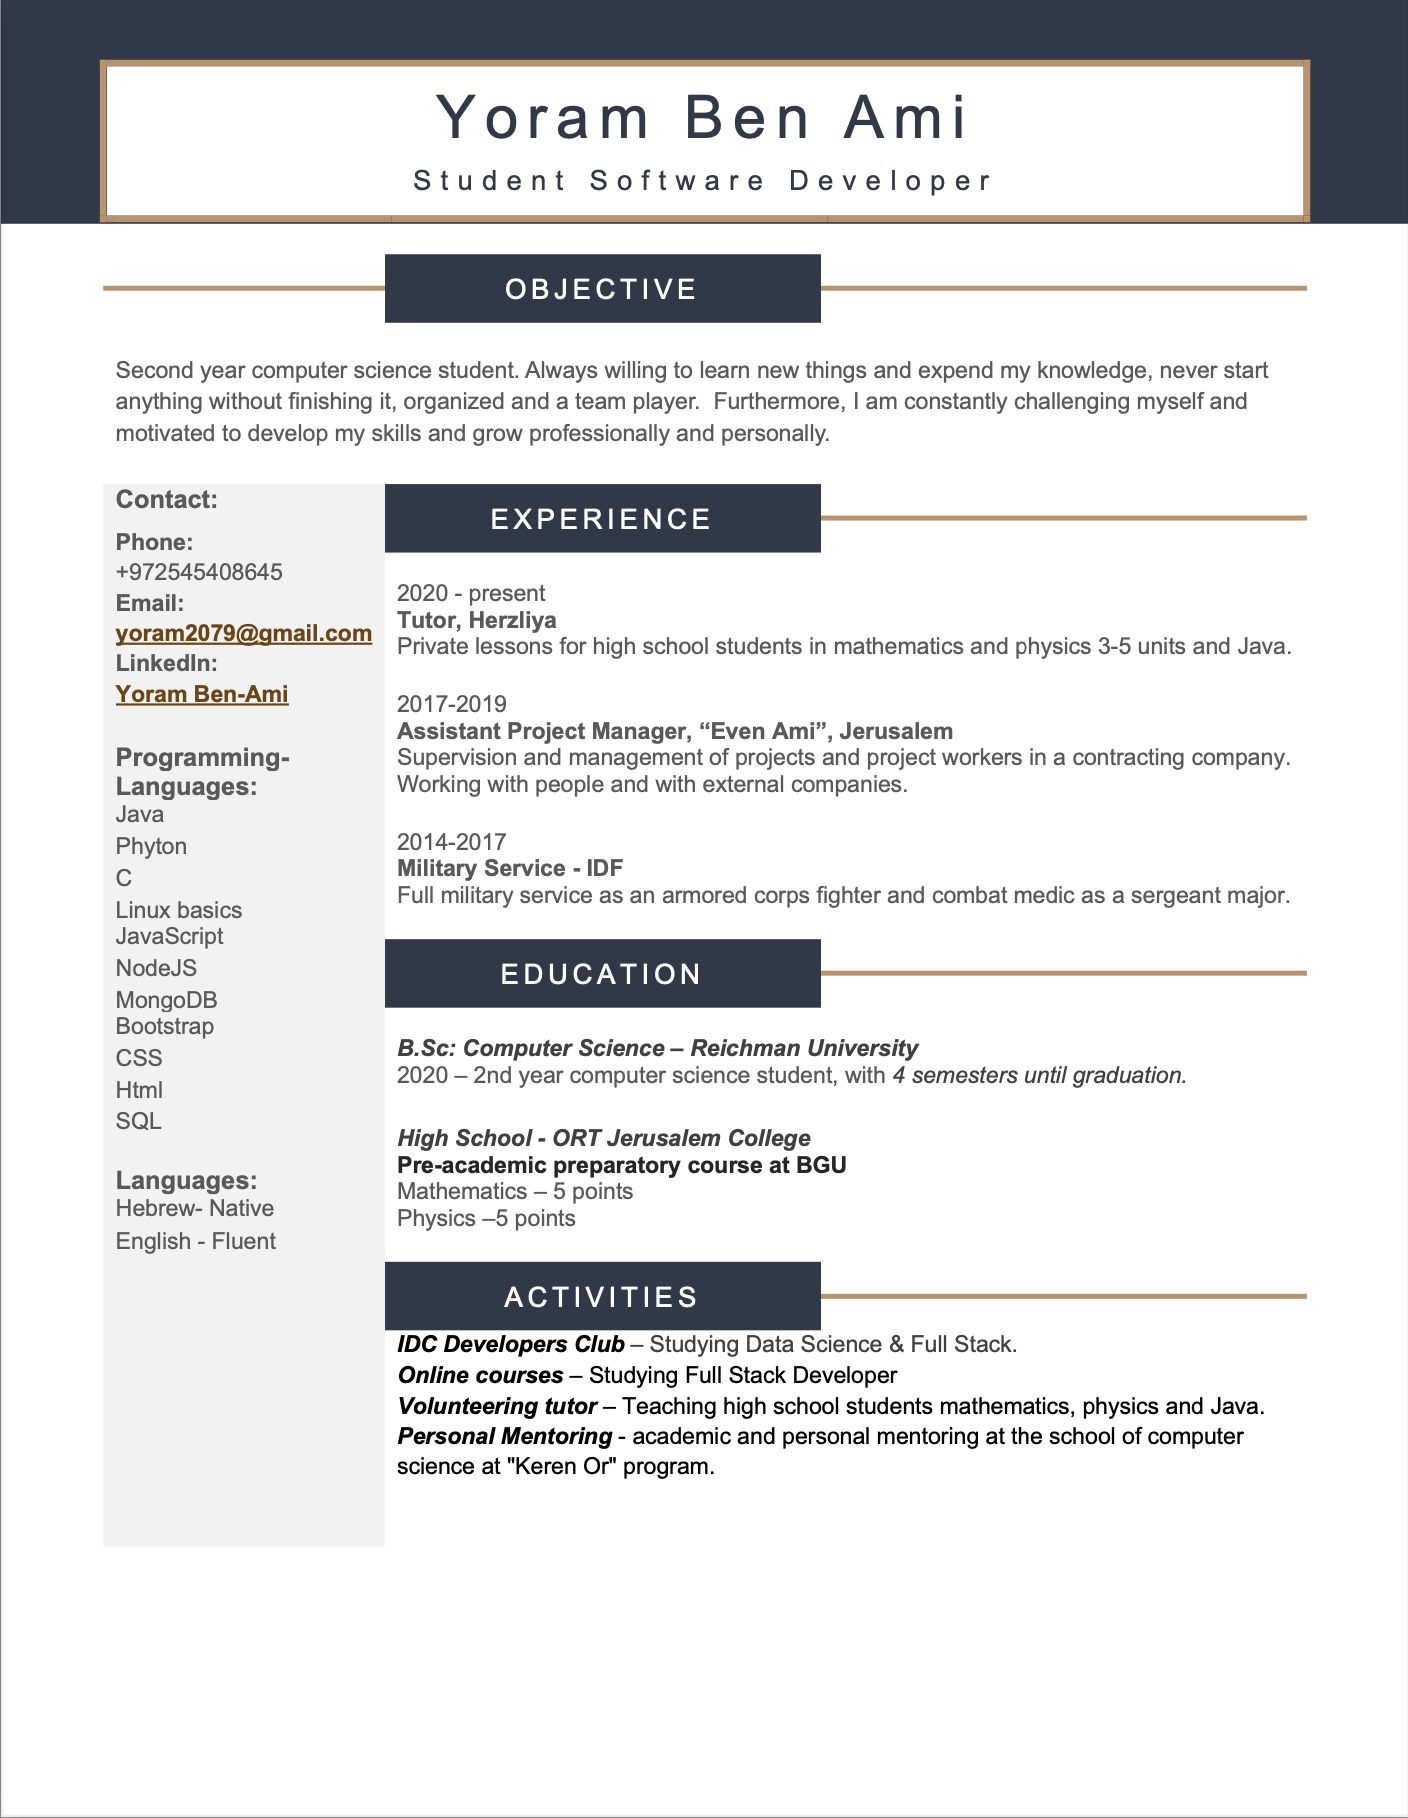 Yoram Ben Ami
Student Software Developer
OBJECTIVE
Second year computer science student. Always willing to learn new things and expend my knowledge, never start
anything without finishing it, organized and a team player.  Furthermore, I am constantly challenging myself and
motivated to develop my skills and grow professionally and personally.
Contact:
Phone:
+972545408645
Email:
yoram2079@gmail.com
LinkedIn:
Yoram Ben-Ami
Programming-
Languages:
Java
Phyton
C
Linux basics
JavaScript
NodeJS
MongoDB
Bootstrap
CSS
Html
SQL
Languages:
Hebrew- Native
English - Fluent
EXPERIENCE
2020 - present
Tutor, Herzliya
Private lessons for high school students in mathematics and physics 3-5 units and Java.
2017-2019
Assistant Project Manager, “Even Ami”, Jerusalem
Supervision and management of projects and project workers in a contracting company.
Working with people and with external companies.
2014-2017
Military Service - IDF
Full military service as an armored corps fighter and combat medic as a sergeant major.
EDUCATION
B.Sc: Computer Science – Reichman University
2020 – 2nd year computer science student, with 4 semesters until graduation.
High School - ORT Jerusalem College
Pre-academic preparatory course at BGU
Mathematics – 5 points
Physics –5 points
ACTIVITIES
IDC Developers Club – Studying Data Science & Full Stack.
Online courses – Studying Full Stack Developer
Volunteering tutor – Teaching high school students mathematics, physics and Java.
Personal Mentoring - academic and personal mentoring at the school of computer
science at "Keren Or" program.